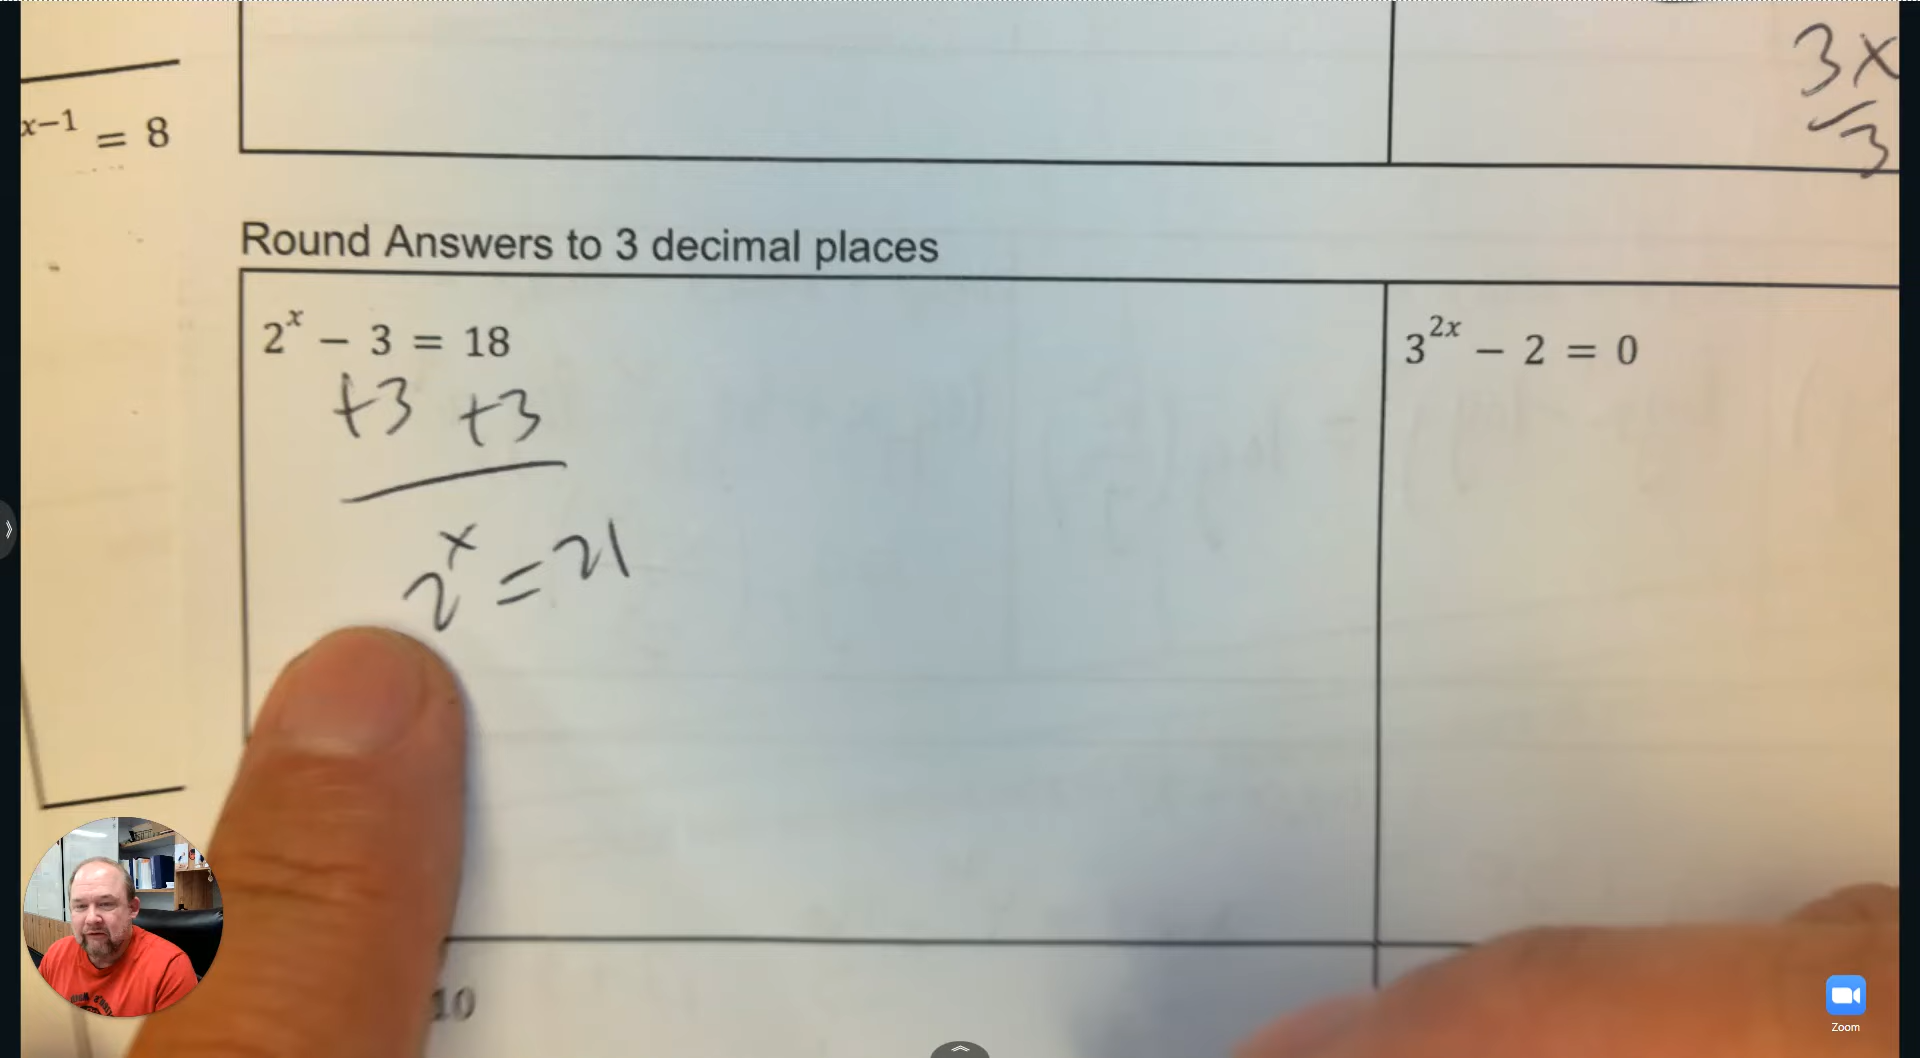 3x
3
x-1 = 8
Round Answers to 3 decimal places
2^x − 3 = 18
+3 +3
2^x = 21
3^2x − 2 = 0
10
Zoom